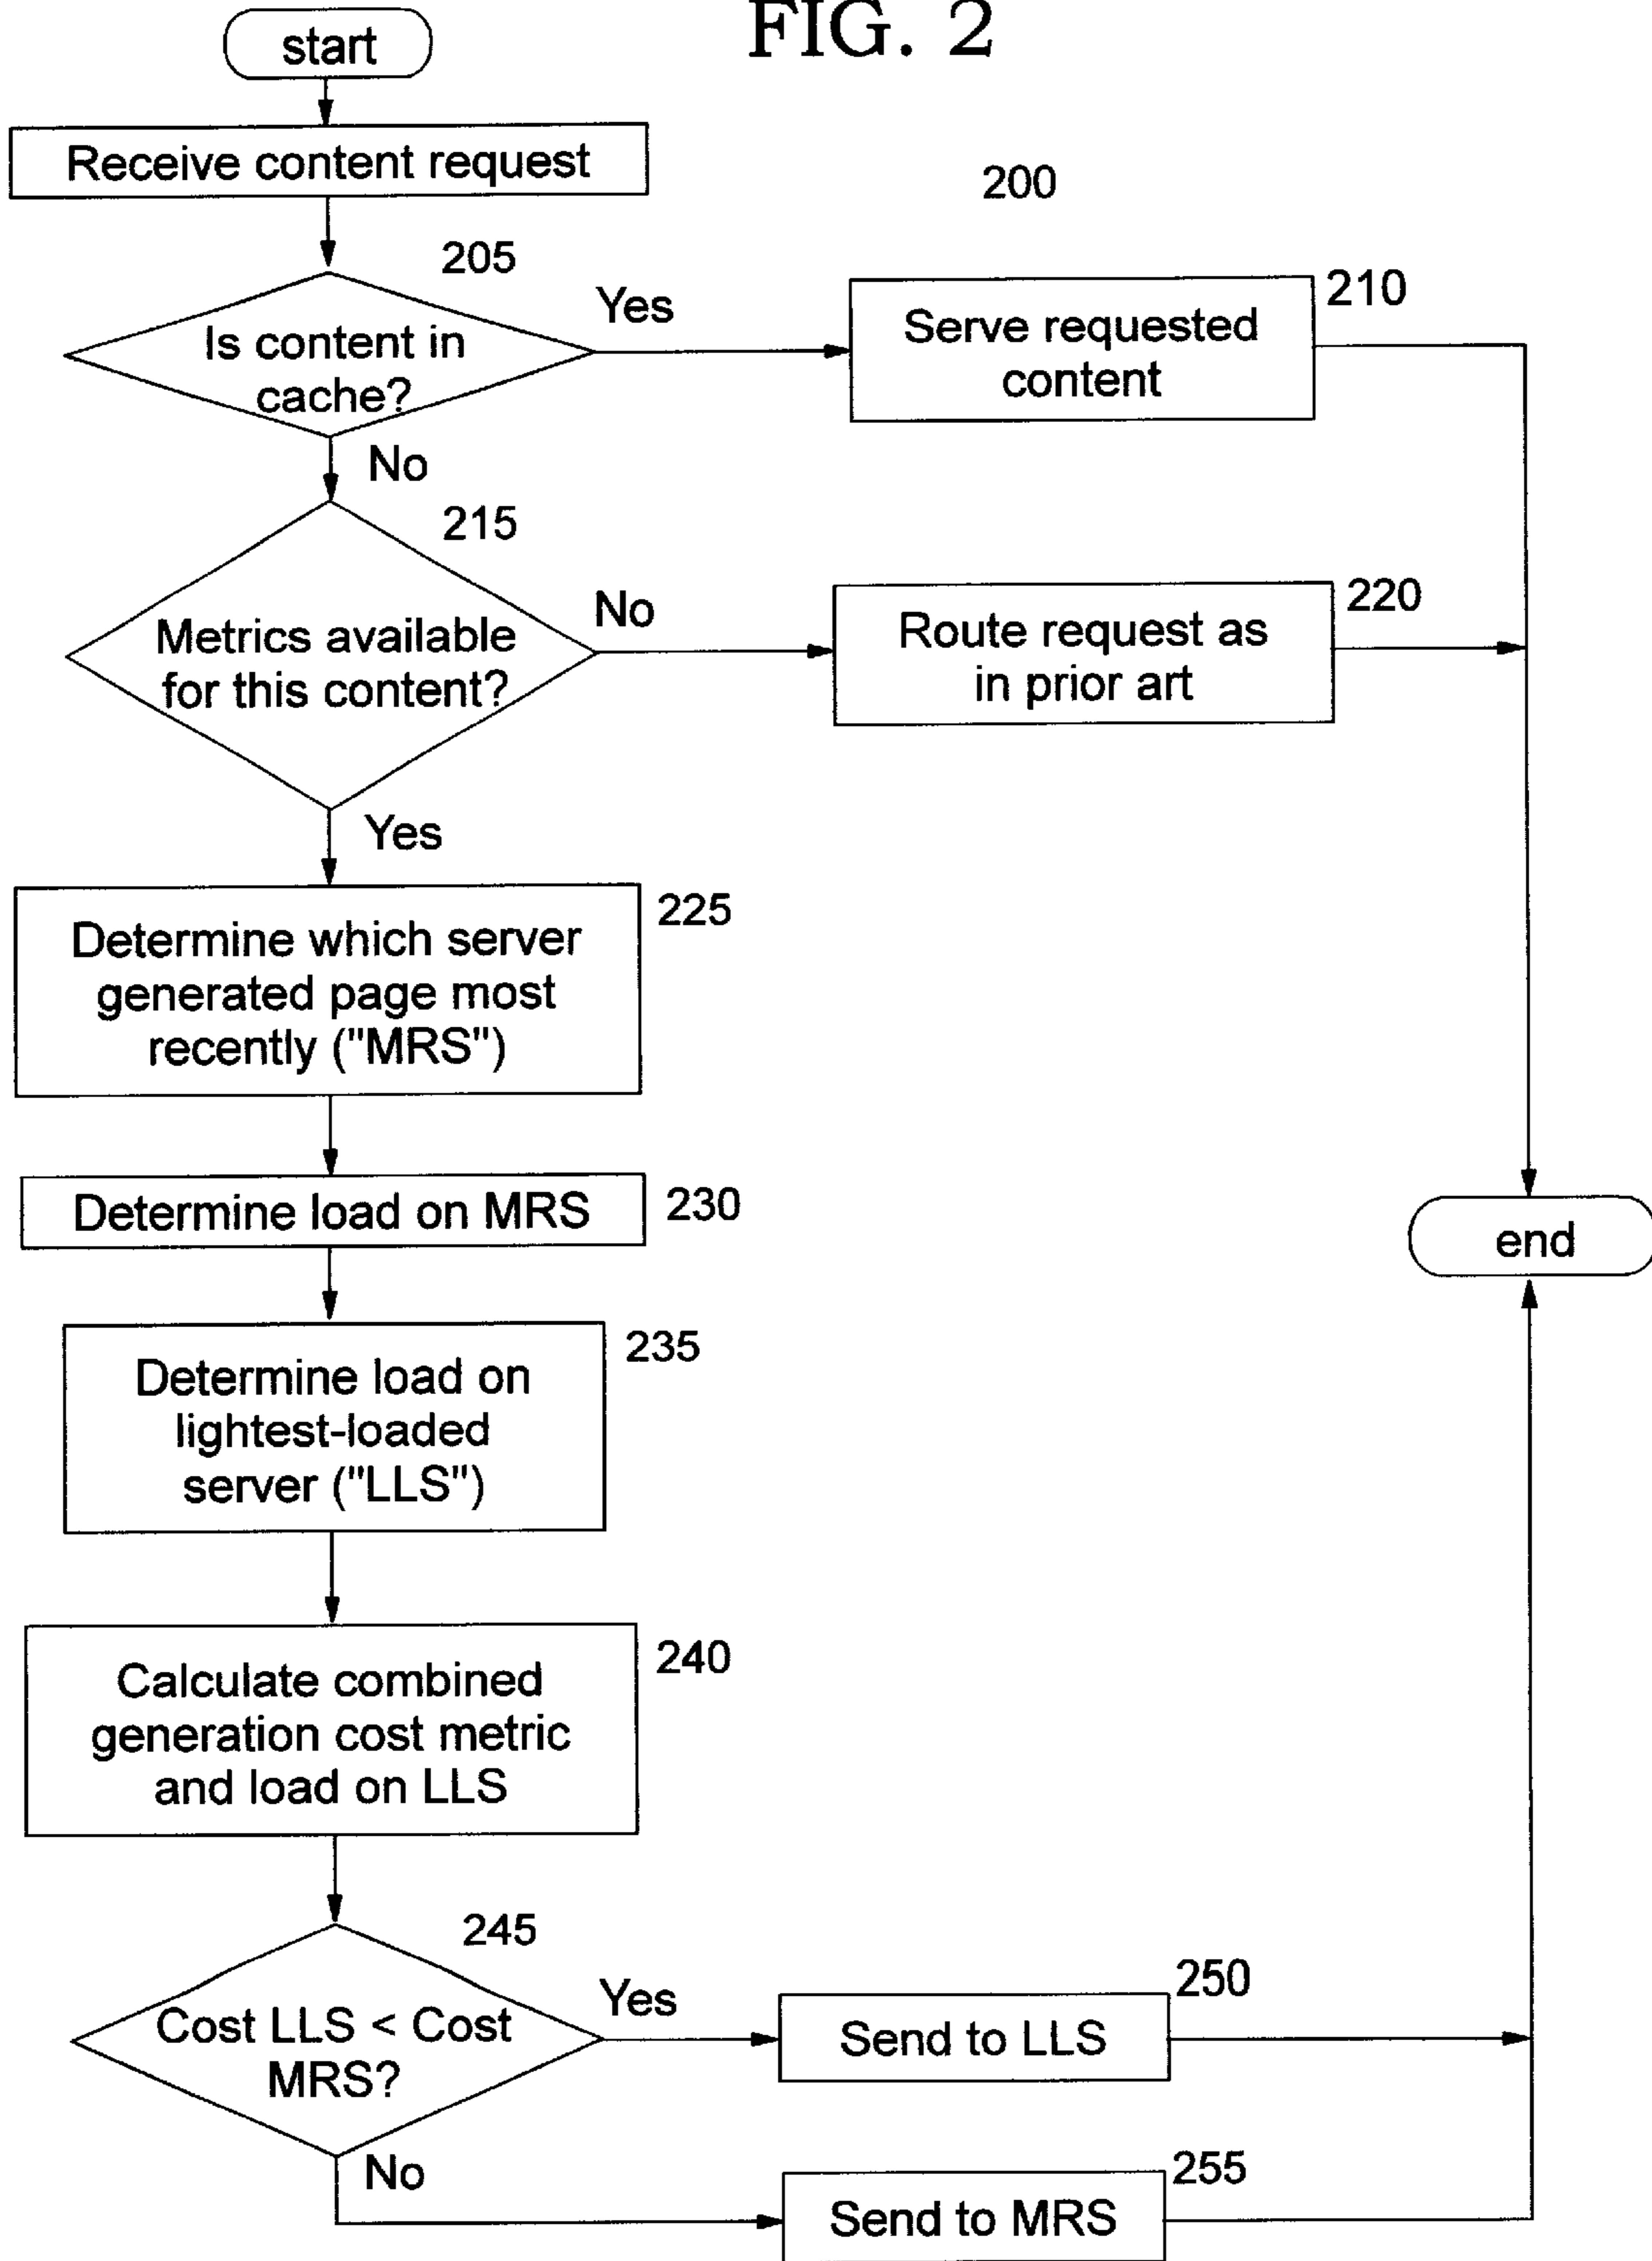 FIG. 2
start
Receive content request
200
205
Is content in
cache?
Yes
210
Serve requested
content
No
215
Metrics available
for this content?
No
220
Route request as
in prior art
Yes
225
Determine which server
generated page most
recently ("MRS")
230
Determine load on MRS
end
235
Determine load on
lightest-loaded
server ("LLS")
240
Calculate combined
generation cost metric
and load on LLS
245
Cost LLS < Cost
MRS?
Yes
250
Send to LLS
No
255
Send to MRS